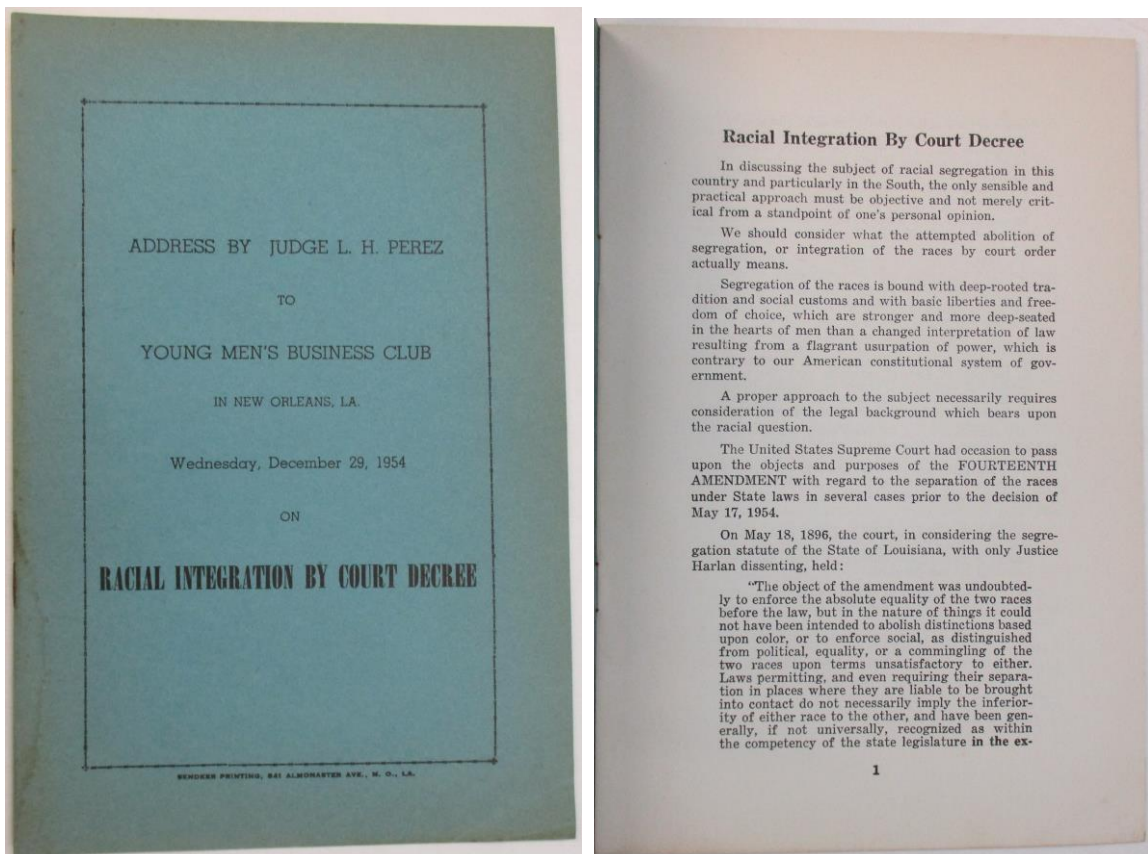 ADDRESS BY JUDGE L. H. PEREZ
TO
YOUNG MEN'S BUSINESS CLUB
IN NEW ORLEANS, LA.
Wednesday, December 29, 1954
ON
RACIAL INTEGRATION BY COURT DECREE
PRINTING, 841 ALMONASTER AVE., N. O., LA.
Racial Integration By Court Decree
In discussing the subject of racial segregation in this
country and particularly in the South, the only sensible and
practical approach must be objective and not merely crit-
ical from a standpoint of one's personal opinion.
We should consider what the attempted abolition of
segregation, or integration of the races by court order
actually means.
Segregation of the races is bound with deep-rooted tra-
dition and social customs and with basic liberties and free-
dom of choice, which are stronger and more deep-seated
in the hearts of men than a changed interpretation of law
resulting from a flagrant usurpation of power, which is
contrary to our American constitutional system of gov-
ernment.
A proper approach to the subject necessarily requires
consideration of the legal background which bears upon
the racial question.
The United States Supreme Court had occasion to pass
upon the objects and purposes of the FOURTEENTH
AMENDMENT with regard to the separation of the races
under State laws in several cases prior to the decision of
May 17, 1954.
On May 18, 1896, the court, in considering the segre-
gation statute of the State of Louisiana, with only Justice
Harlan dissenting, held:
"The object of the amendment was undoubted-
ly to enforce the absolute equality of the two races
before the law, but in the nature of things it could
not have been intended to abolish distinctions based
upon color, or to enforce social, as distinguished
from political, equality, or a commingling of the
two races upon terms unsatisfactory to either.
Laws permitting, and even requiring their separa-
tion in places where they are liable to be brought
into contact do not necessarily imply the inferior-
ity of either race to the other, and have been gen-
erally, if not universally, recognized as within
the competency of the state legislature in the ex-
1